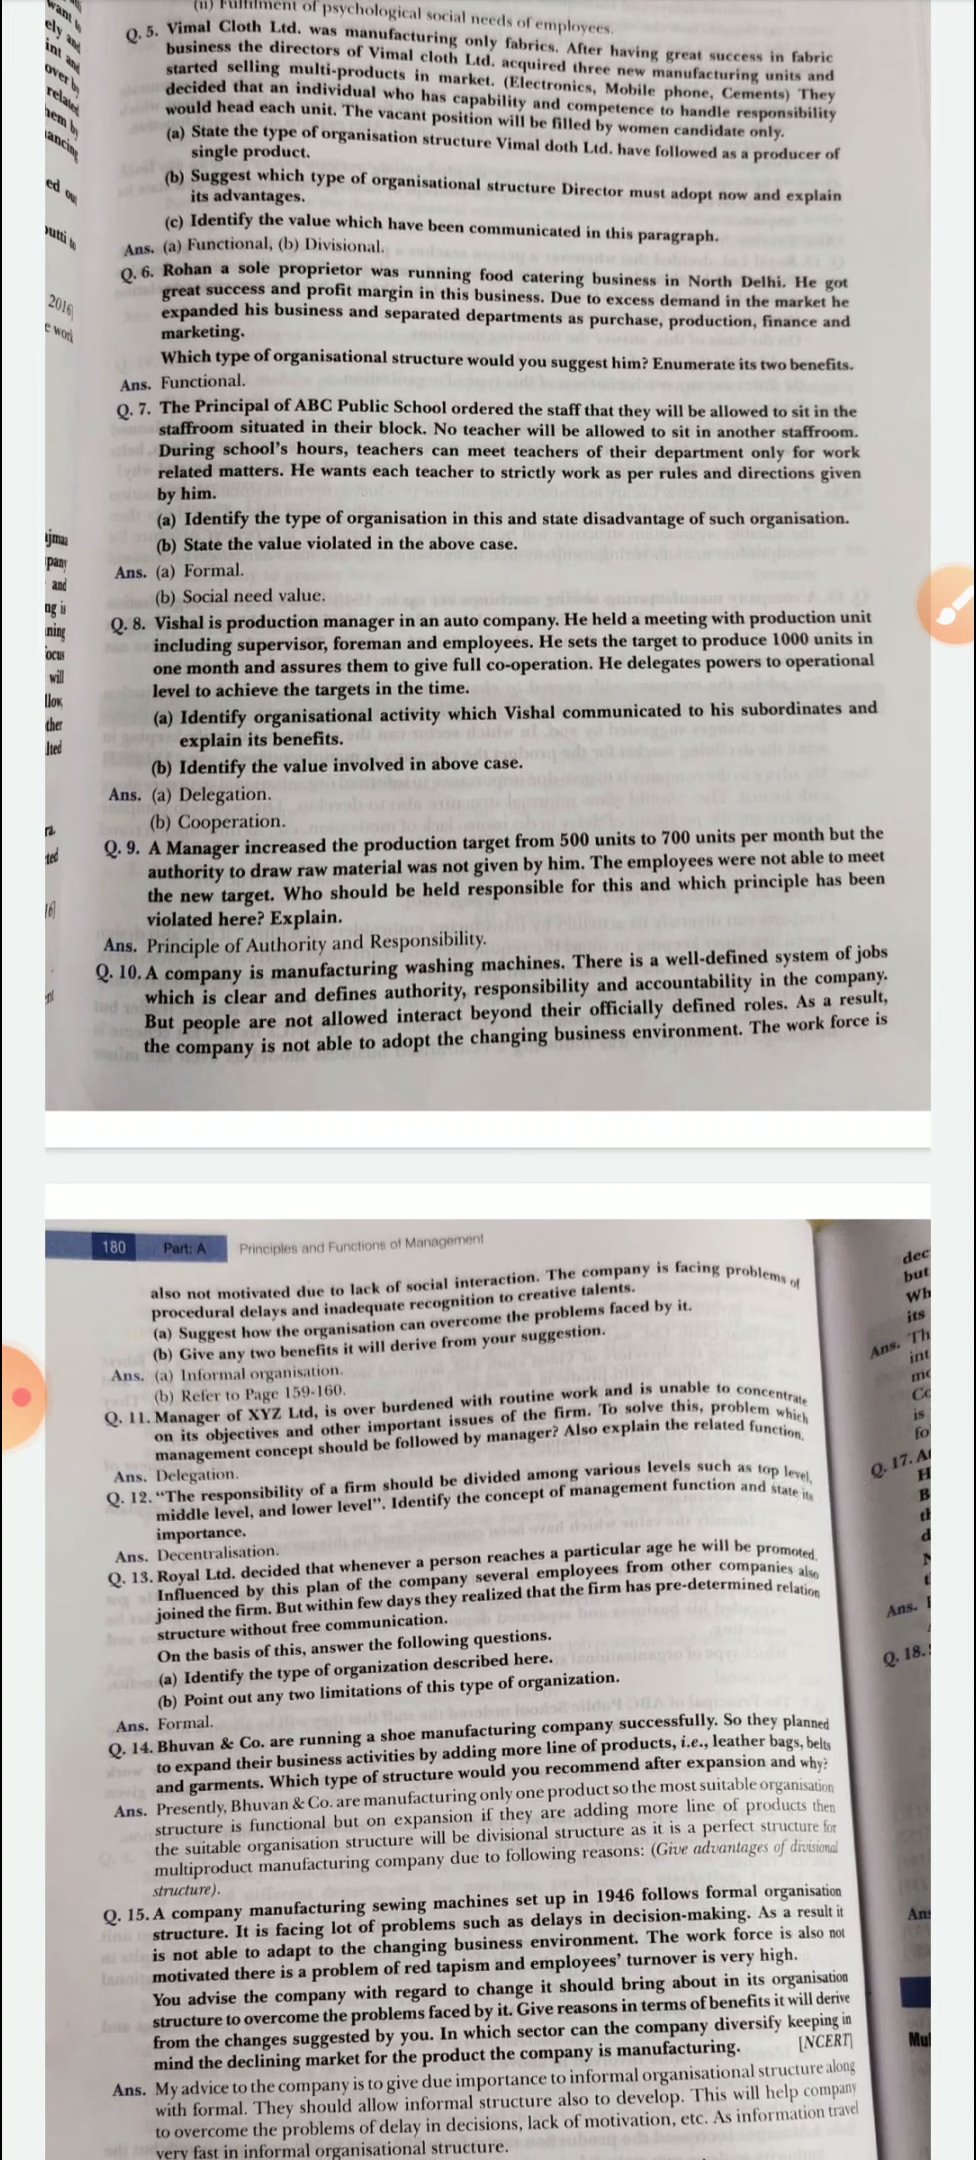 (ii) Fulfilment of psychological social needs of employees.
Q. 5. Vimal Cloth Ltd. was manufacturing only fabrics. After having great success in fabric
business the directors of Vimal cloth Ltd. acquired three new manufacturing units and
started selling multi-products in market. (Electronics, Mobile phone, Cements) They
decided that an individual who has capability and competence to handle responsibility
would head each unit. The vacant position will be filled by women candidate only.
(a) State the type of organisation structure Vimal doth Ltd. have followed as a producer of
single product.
(b) Suggest which type of organisational structure Director must adopt now and explain
its advantages.
(c) Identify the value which have been communicated in this paragraph.
Ans. (a) Functional, (b) Divisional.
Q. 6. Rohan a sole proprietor was running food catering business in North Delhi. He got
great success and profit margin in this business. Due to excess demand in the market he
expanded his business and separated departments as purchase, production, finance and
marketing.
Which type of organisational structure would you suggest him? Enumerate its two benefits.
Ans. Functional.
Q. 7. The Principal of ABC Public School ordered the staff that they will be allowed to sit in the
staffroom situated in their block. No teacher will be allowed to sit in another staffroom.
During school's hours, teachers can meet teachers of their department only for work
related matters. He wants each teacher to strictly work as per rules and directions given
by him.
(a) Identify the type of organisation in this and state disadvantage of such organisation.
(b) State the value violated in the above case.
Ans. (a) Formal.
(b) Social need value.
Q. 8. Vishal is production manager in an auto company. He held a meeting with production unit
including supervisor, foreman and employees. He sets the target to produce 1000 units in
one month and assures them to give full co-operation. He delegates powers to operational
level to achieve the targets in the time.
(a) Identify organisational activity which Vishal communicated to his subordinates and
explain its benefits.
(b) Identify the value involved in above case.
Ans. (a) Delegation.
(b) Cooperation.
Q. 9. A Manager increased the production target from 500 units to 700 units per month but the
authority to draw raw material was not given by him. The employees were not able to meet
the new target. Who should be held responsible for this and which principle has been
violated here? Explain.
Ans. Principle of Authority and Responsibility.
Q. 10. A company is manufacturing washing machines. There is a well-defined system of jobs
which is clear and defines authority, responsibility and accountability in the company.
But people are not allowed interact beyond their officially defined roles. As a result,
the company is not able to adopt the changing business environment. The work force is
180 Part: A Principles and Functions of Management
also not motivated due to lack of social interaction. The company is facing problems of
procedural delays and inadequate recognition to creative talents.
(a) Suggest how the organisation can overcome the problems faced by it.
(b) Give any two benefits it will derive from your suggestion.
Ans. (a) Informal organisation.
(b) Refer to Page 159-160.
Q. 11. Manager of XYZ Ltd, is over burdened with routine work and is unable to concentrate
on its objectives and other important issues of the firm. To solve this, problem which
management concept should be followed by manager? Also explain the related function.
Ans. Delegation.
Q. 12. "The responsibility of a firm should be divided among various levels such as top level,
middle level, and lower level". Identify the concept of management function and state its
importance.
Ans. Decentralisation.
Q. 13. Royal Ltd. decided that whenever a person reaches a particular age he will be promoted.
Influenced by this plan of the company several employees from other companies also
joined the firm. But within few days they realized that the firm has pre-determined relation
structure without free communication.
On the basis of this, answer the following questions.
(a) Identify the type of organization described here.
(b) Point out any two limitations of this type of organization.
Ans. Formal.
Q. 14. Bhuvan & Co. are running a shoe manufacturing company successfully. So they planned
to expand their business activities by adding more line of products, i.e., leather bags, belts
and garments. Which type of structure would you recommend after expansion and why?
Ans. Presently, Bhuvan & Co. are manufacturing only one product so the most suitable organisation
structure is functional but on expansion if they are adding more line of products then
the suitable organisation structure will be divisional structure as it is a perfect structure for
multiproduct manufacturing company due to following reasons: (Give advantages of divisional
structure).
Q. 15. A company manufacturing sewing machines set up in 1946 follows formal organisation
structure. It is facing lot of problems such as delays in decision-making. As a result it
is not able to adapt to the changing business environment. The work force is also not
motivated there is a problem of red tapism and employees' turnover is very high.
You advise the company with regard to change it should bring about in its organisation
structure to overcome the problems faced by it. Give reasons in terms of benefits it will derive
from the changes suggested by you. In which sector can the company diversify keeping in
mind the declining market for the product the company is manufacturing. [NCERT]
Ans. My advice to the company is to give due importance to informal organisational structure along
with formal. They should allow informal structure also to develop. This will help company
to overcome the problems of delay in decisions, lack of motivation, etc. As information travel
very fast in informal organisational structure.
Q. 17.
Ans.
Q. 18.